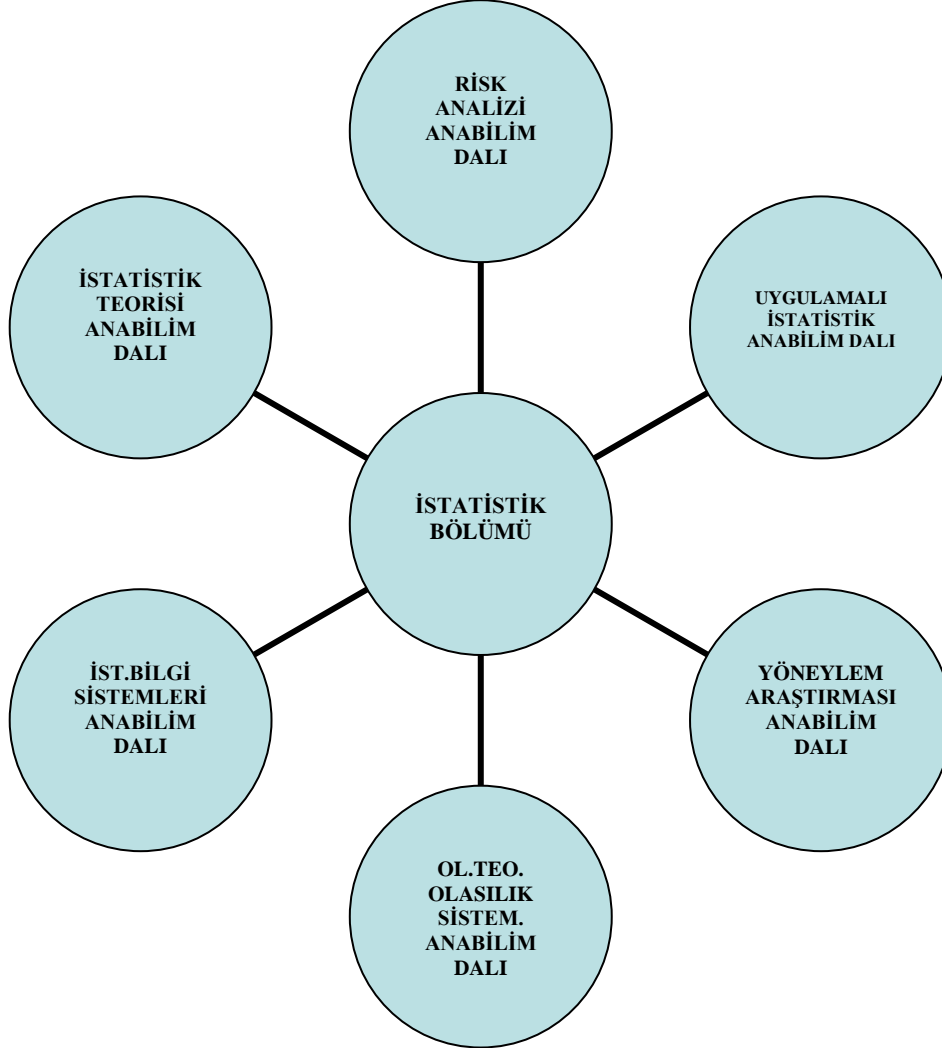 RİSK
ANALİZİ
ANABİLİM
DALI
İSTATİSTİK
TEORİSİ
ANABİLİM
DALI
UYGULAMALI
İSTATİSTİK
ANABİLİM DALI
İSTATİSTİK
BÖLÜMÜ
İST.BİLGİ
SİSTEMLERİ
ANABİLİM
DALI
YÖNEYLEM
ARAŞTIRMASI
ANABİLİM
DALI
OL.TEO.
OLASILIK
SİSTEM.
ANABİLİM
DALI